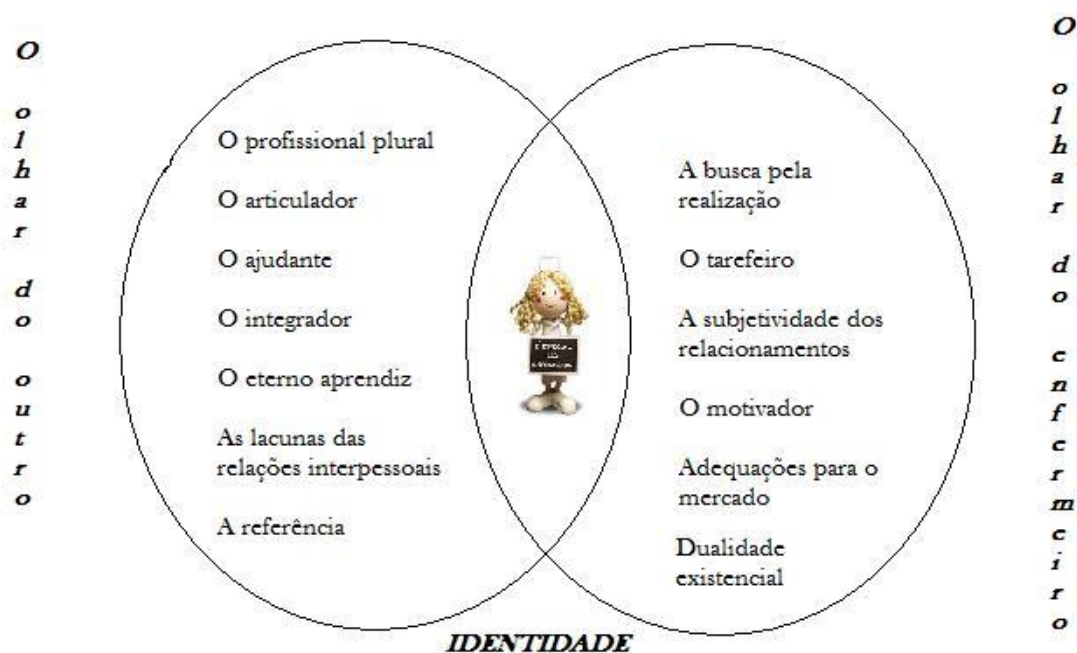 O olhar do outro
O profissional plural
O articulador
O ajudante
O integrador
O eterno aprendiz
As lacunas das
relações interpessoais
A referência
A busca pela
realização
O tarefeiro
A subjetividade dos
relacionamentos
O motivador
Adequações para o
mercado
Dualidade
existencial
O olhar do enfermeiro
IDENTIDADE